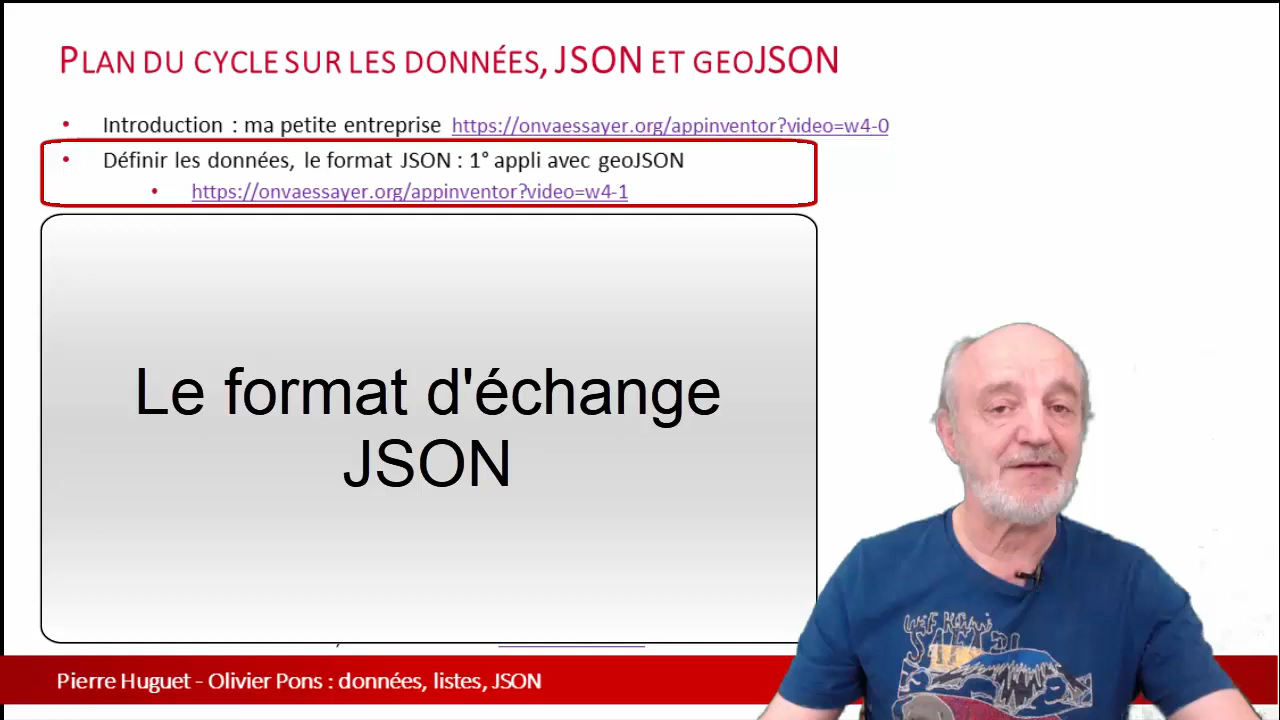 PLAN DU CYCLE SUR LES DONNÉES, JSON ET GEOJSON
• Introduction : ma petite entreprise https://onvaessayer.org/appinventor?video=w4-0
• Définir les données, le format JSON : 1° appli avec geoJSON
• https://onvaessayer.org/appinventor?video=w4-1
Le format d'échange
JSON
Pierre Huguet - Olivier Pons : données, listes, JSON